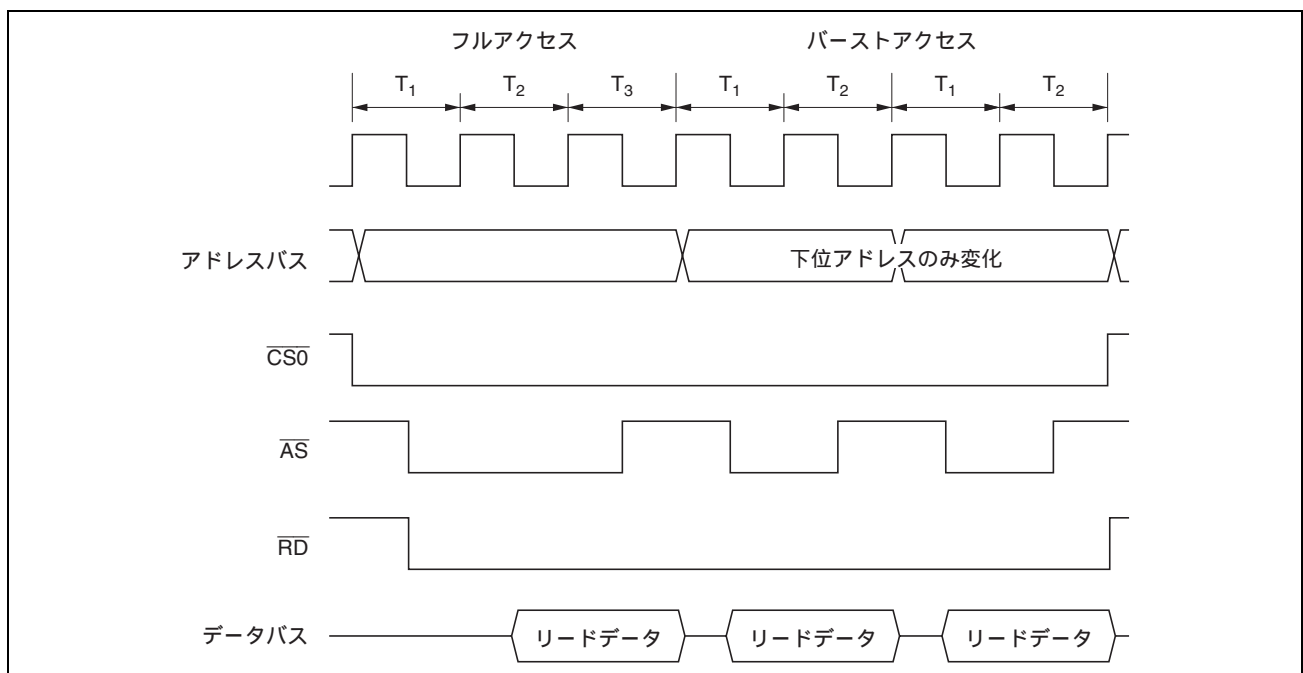 フルアクセス バーストアクセス
T1 T2 T3 T1 T2 T1 T2
アドレスバス 下位アドレスのみ変化
CS0
AS
RD
データバス リードデータ リードデータ リードデータ